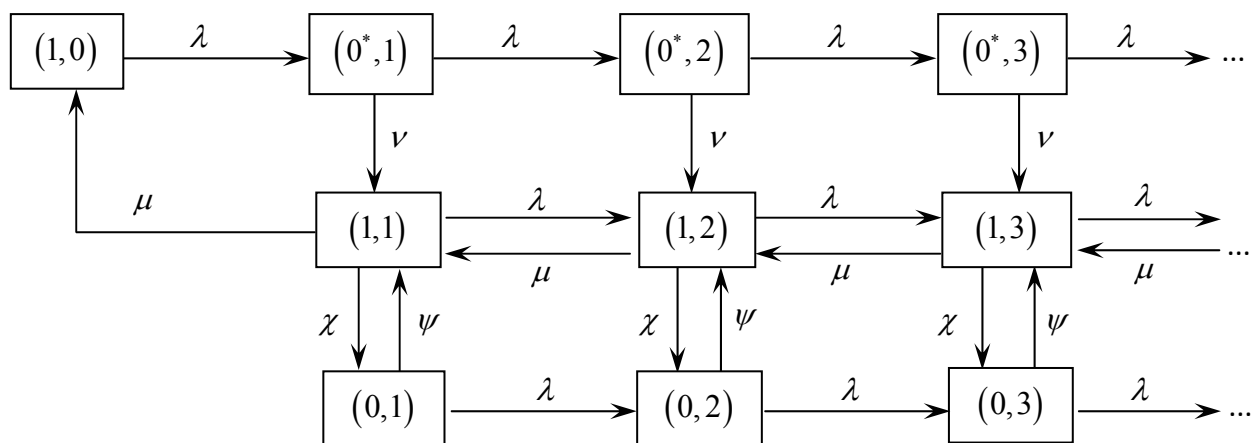 (1,0) λ (0*,1) λ (0*,2) λ (0*,3) λ ...
ν ν ν
μ (1,1) λ (1,2) λ (1,3) λ
μ μ μ ...
χ ψ χ ψ χ ψ
(0,1) λ (0,2) λ (0,3) λ ...